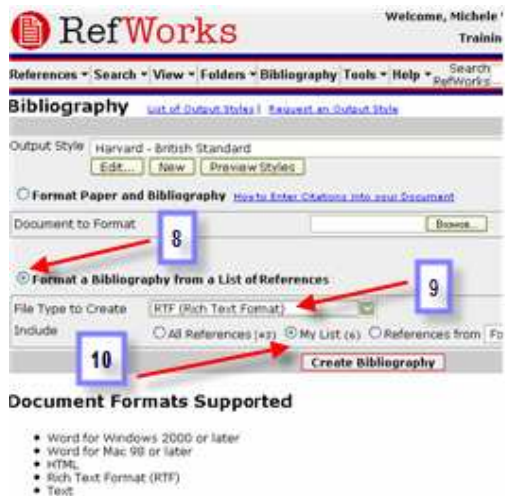 Welcome, Michele
RefWorks
Trainin
References Search View Folders Bibliography Tools Help Search RefWorks
Bibliography List of Output Styles | Request an Output Style
Output Style Harvard - British Standard
Edit... New Preview Styles
Format Paper and Bibliography How to Enter Citations into your Document
Document to Format Browse...
8
Format a Bibliography from a List of References
9
File Type to Create RTF (Rich Text Format)
Include All References My List (6) References from Fo
10
Create Bibliography
Document Formats Supported
• Word for Windows 2000 or later
• Word for Mac 98 or later
• HTML
• Rich Text Format (RTF)
• Text